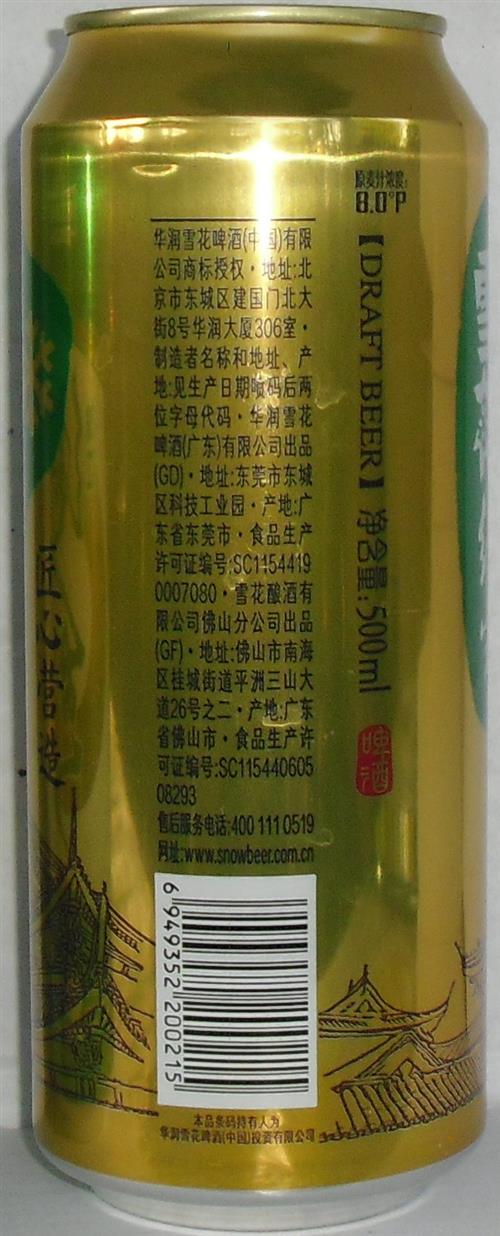 原麦汁浓度:
8.0°P
【DRAFT BEER】 净含量:500ml
啤酒
华润雪花啤酒(中国)有限
公司商标授权·地址:北
京市东城区建国门北大
街8号华润大厦306室·
制造者名称和地址、产
地:见生产日期喷码后两
位字母代码·华润雪花
啤酒(广东)有限公司出品
(GD)·地址:东莞市东城
区科技工业园·产地:广
东省东莞市·食品生产
许可证编号:SC1154419
0007080·雪花酿酒有
限公司佛山分公司出品
(GF)·地址:佛山市南海
区桂城街道平洲三山大
道26号之二·产地:广东
省佛山市·食品生产许
可证编号:SC115440605
08293
售后服务电话:400 111 0519
网址:www.snowbeer.com.cn
匠心营造
6 949352 200215
本品条码持有人为
华润雪花啤酒(中国)投资有限公司